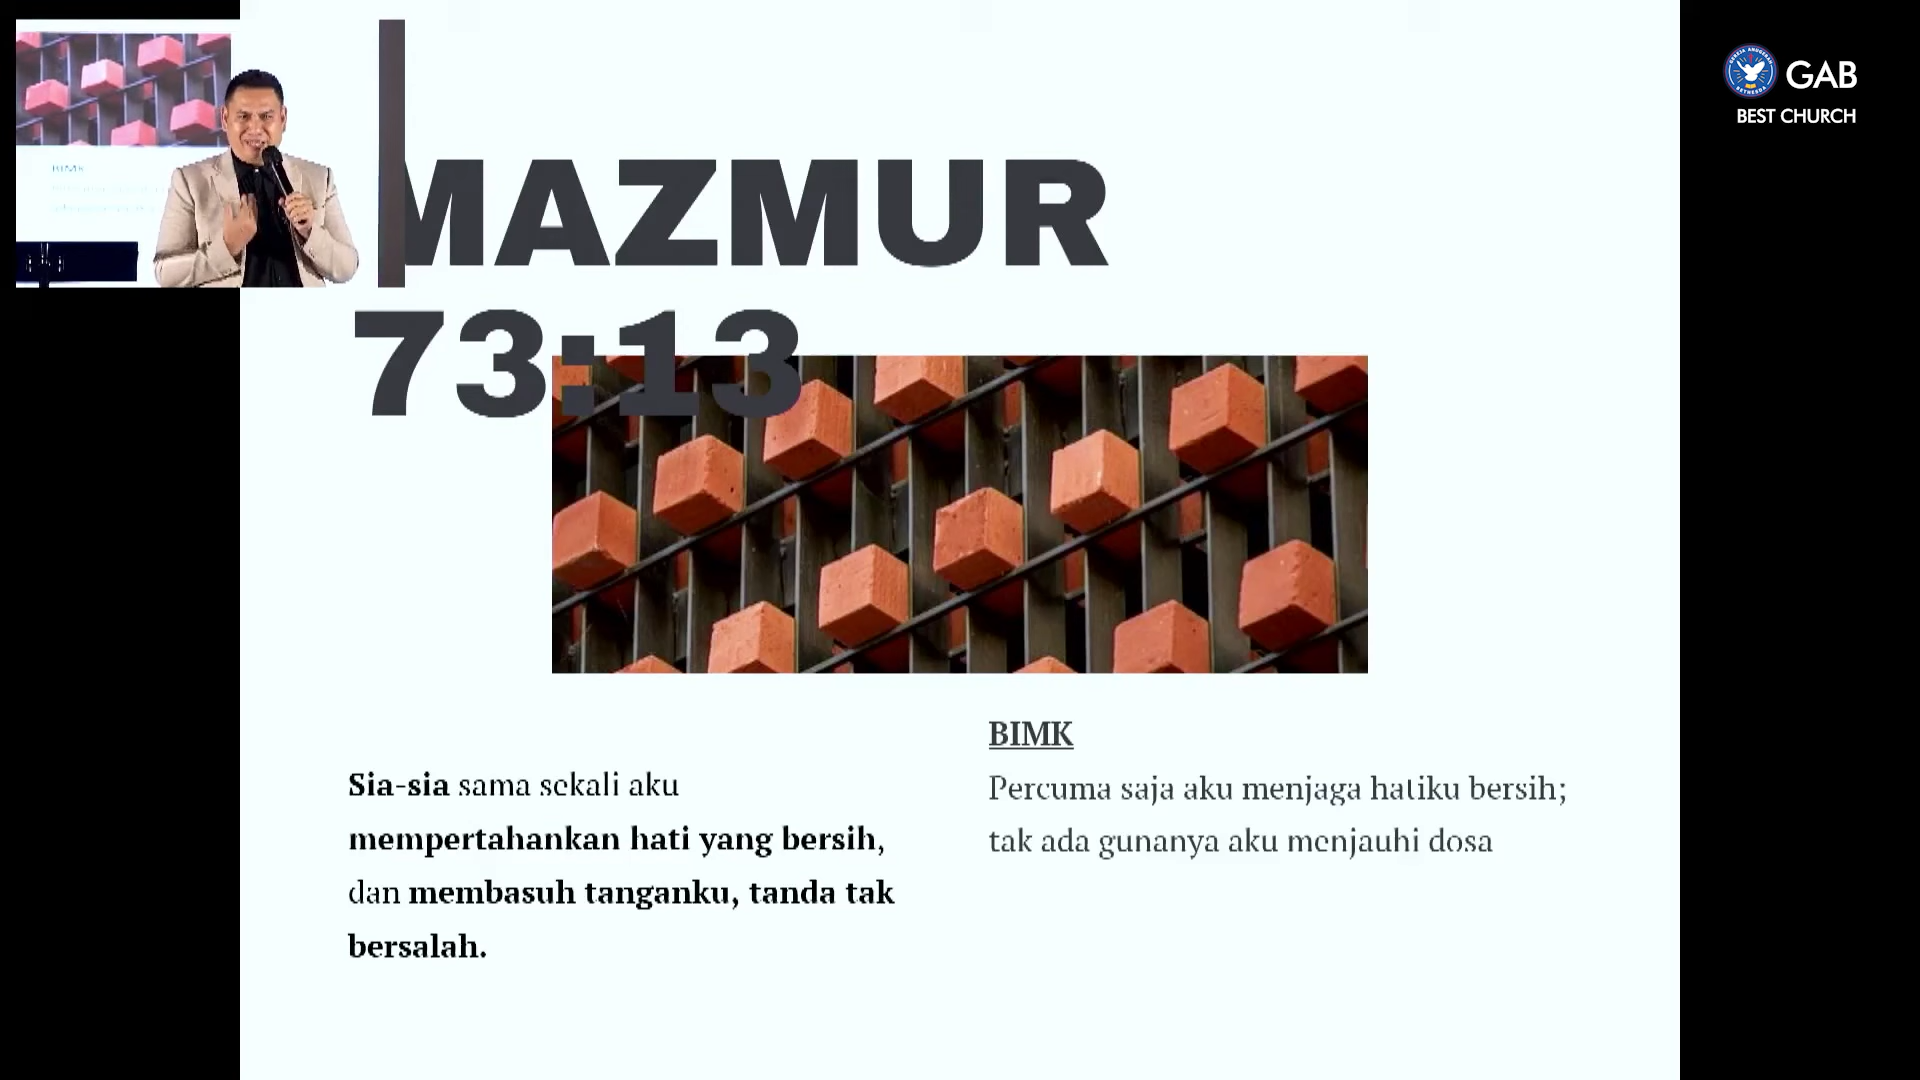 GAB
BEST CHURCH
MAZMUR
73:13
BIMK
Sia-sia sama sekali aku
mempertahankan hati yang bersih,
dan membasuh tanganku, tanda tak
bersalah.
BIMK
Percuma saja aku menjaga hatiku bersih;
tak ada gunanya aku menjauhi dosa